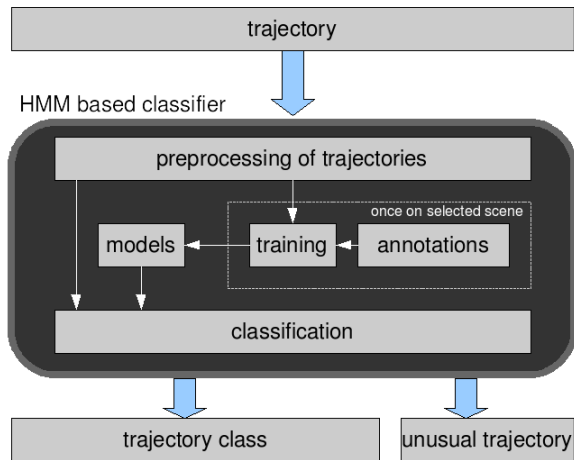 trajectory
HMM based classifier
preprocessing of trajectories
once on selected scene
models
training
annotations
classification
trajectory class
unusual trajectory